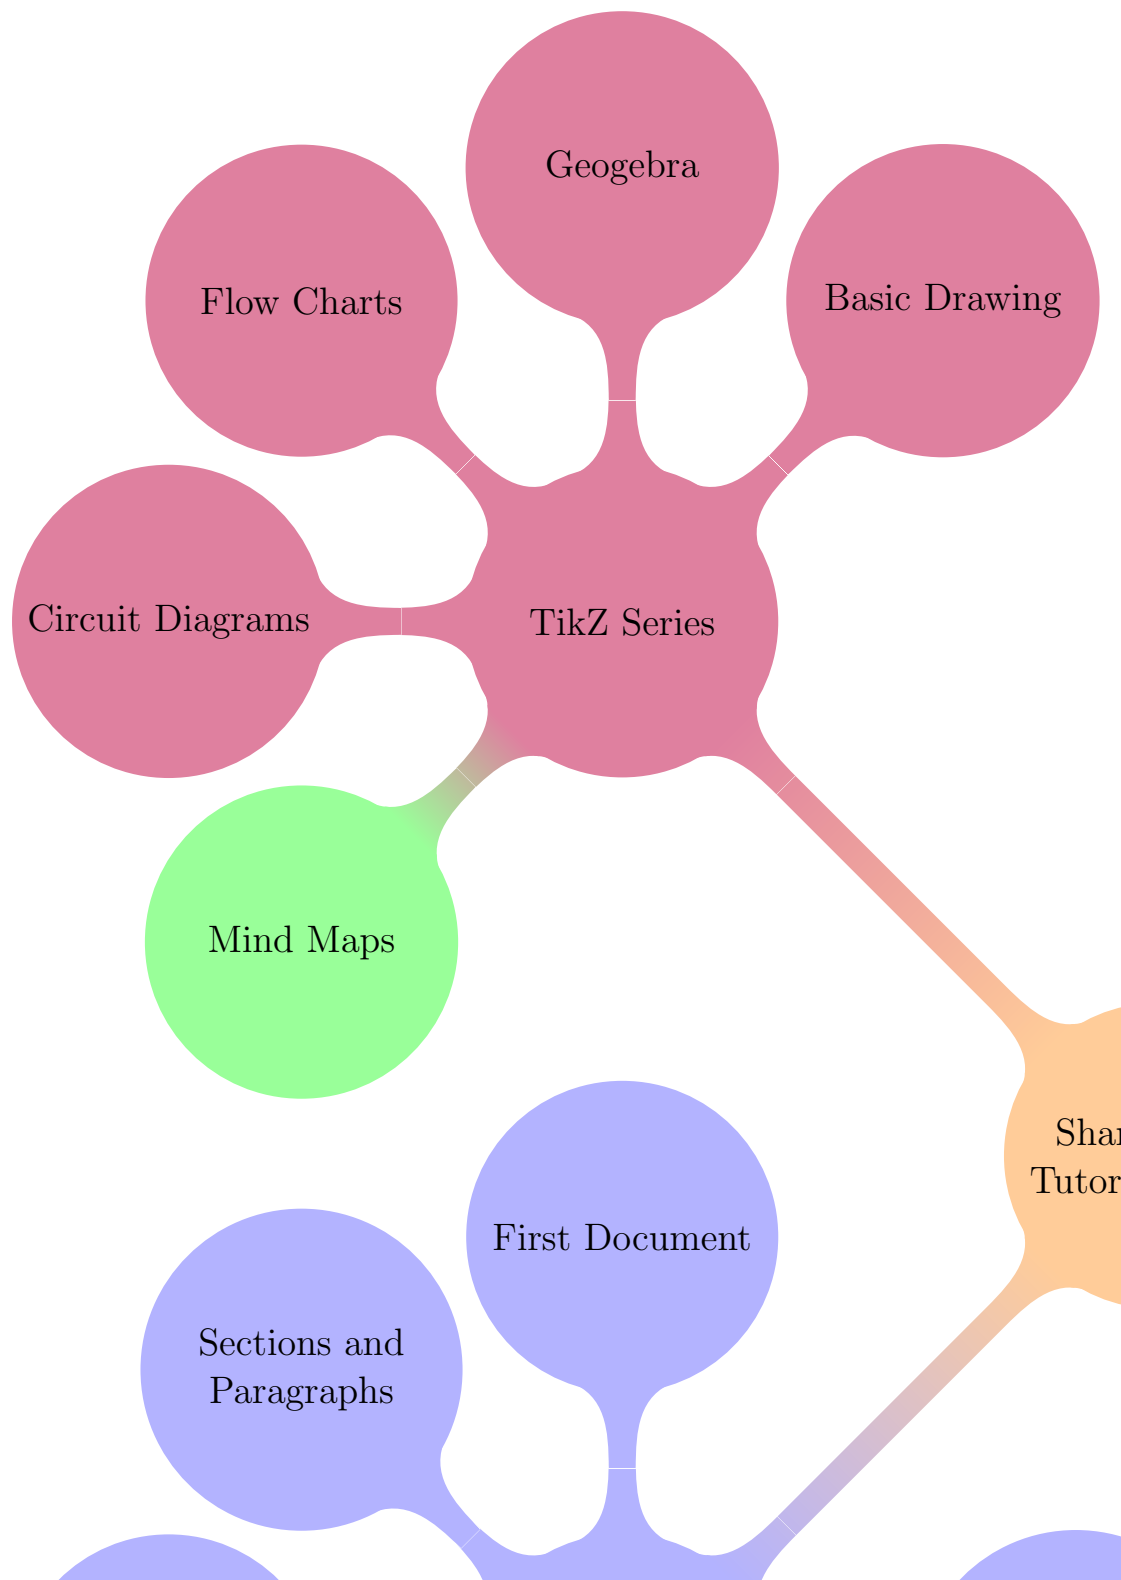 Geogebra
Flow Charts
Basic Drawing
Circuit Diagrams
TikZ Series
Mind Maps
First Document
Sections and
Paragraphs